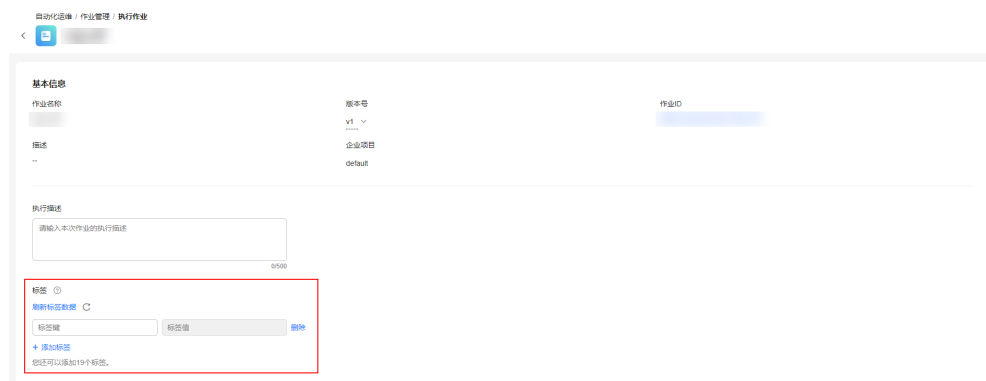 自动化运维 / 作业管理 / 执行作业
基本信息
作业名称 版本号 作业ID
v1
描述 企业项目
-- default
执行描述
请输入本次作业的执行描述
0/500
标签
刷新标签数据
标签键 标签值 删除
+ 添加标签
您还可以添加19个标签。